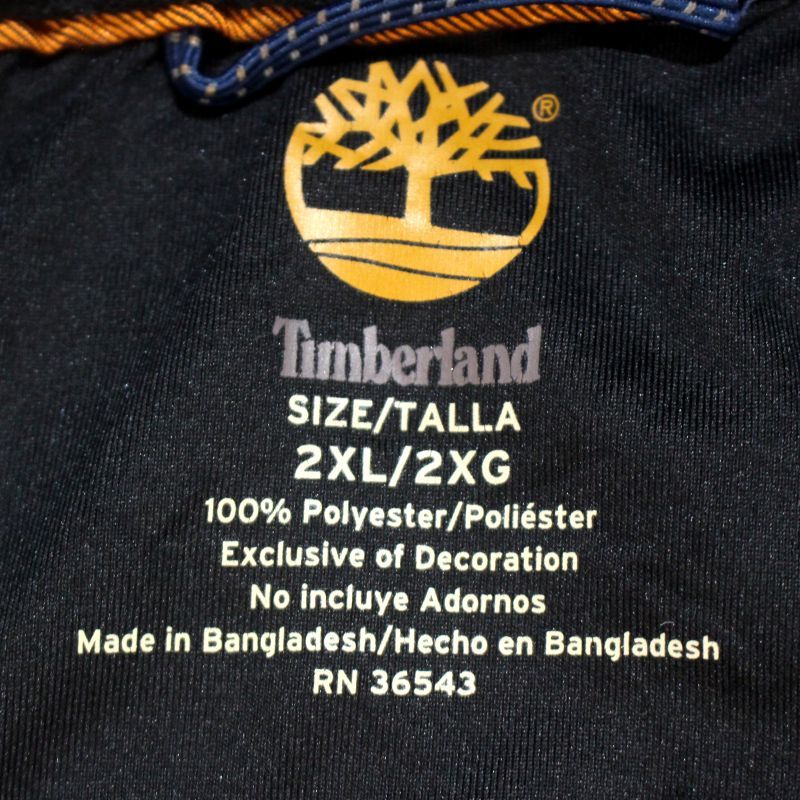 ®
Timberland
SIZE/TALLA
2XL/2XG
100% Polyester/Poliéster
Exclusive of Decoration
No incluye Adornos
Made in Bangladesh/Hecho en Bangladesh
RN 36543